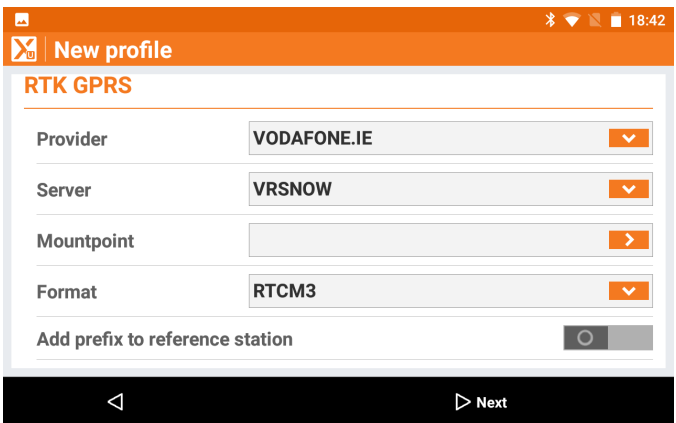 18:42
XU New profile
RTK GPRS
Provider VODAFONE.IE
Server VRSNOW
Mountpoint
Format RTCM3
Add prefix to reference station
Next